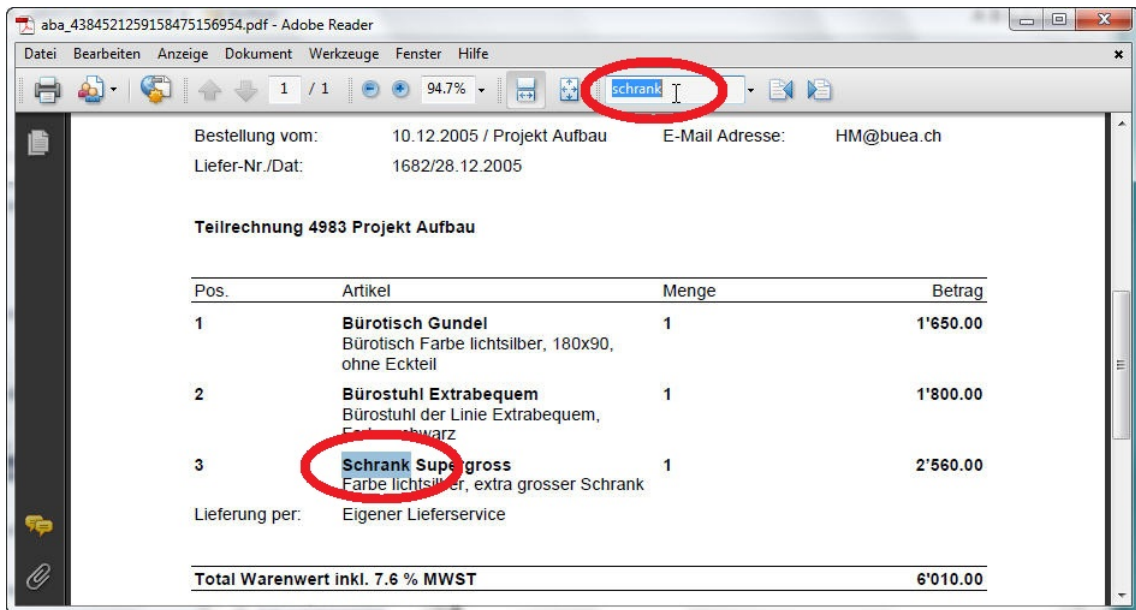 aba_4384521259158475156954.pdf - Adobe Reader
Datei Bearbeiten Anzeige Dokument Werkzeuge Fenster Hilfe
1 / 1 94.7% schrank
Bestellung vom: 10.12.2005 / Projekt Aufbau E-Mail Adresse: HM@buea.ch
Liefer-Nr./Dat: 1682/28.12.2005
Teilrechnung 4983 Projekt Aufbau
Pos. Artikel Menge Betrag
1 Bürotisch Gundel 1 1'650.00
Bürotisch Farbe lichtsilber, 180x90,
ohne Eckteil
2 Bürostuhl Extrabequem 1 1'800.00
Bürostuhl der Linie Extrabequem,
3 Schrank Supergross 1 2'560.00
Farbe lichtsilber, extra grosser Schrank
Lieferung per: Eigener Lieferservice
Total Warenwert inkl. 7.6 % MWST 6'010.00